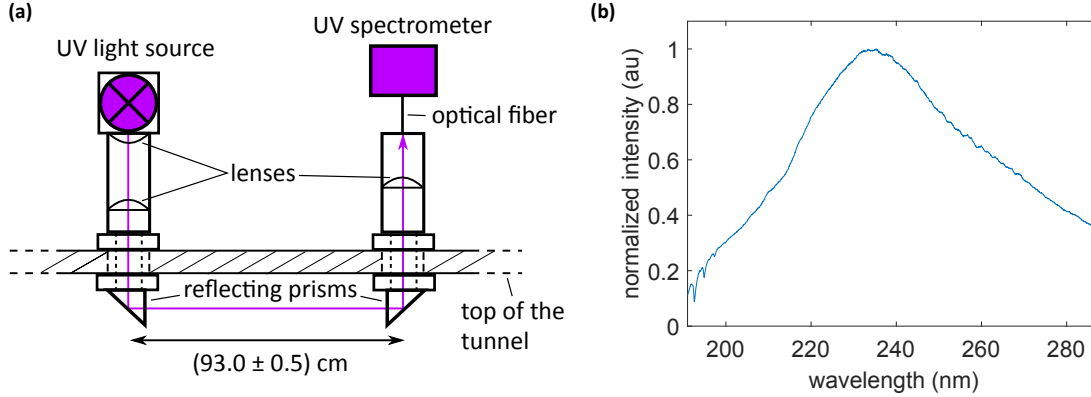 (a)
UV light source
UV spectrometer
optical fiber
lenses
reflecting prisms
top of the
tunnel
(93.0 ± 0.5) cm
(b)
normalized intensity (au)
1
0.8
0.6
0.4
0.2
0
200
220
240
260
280
wavelength (nm)